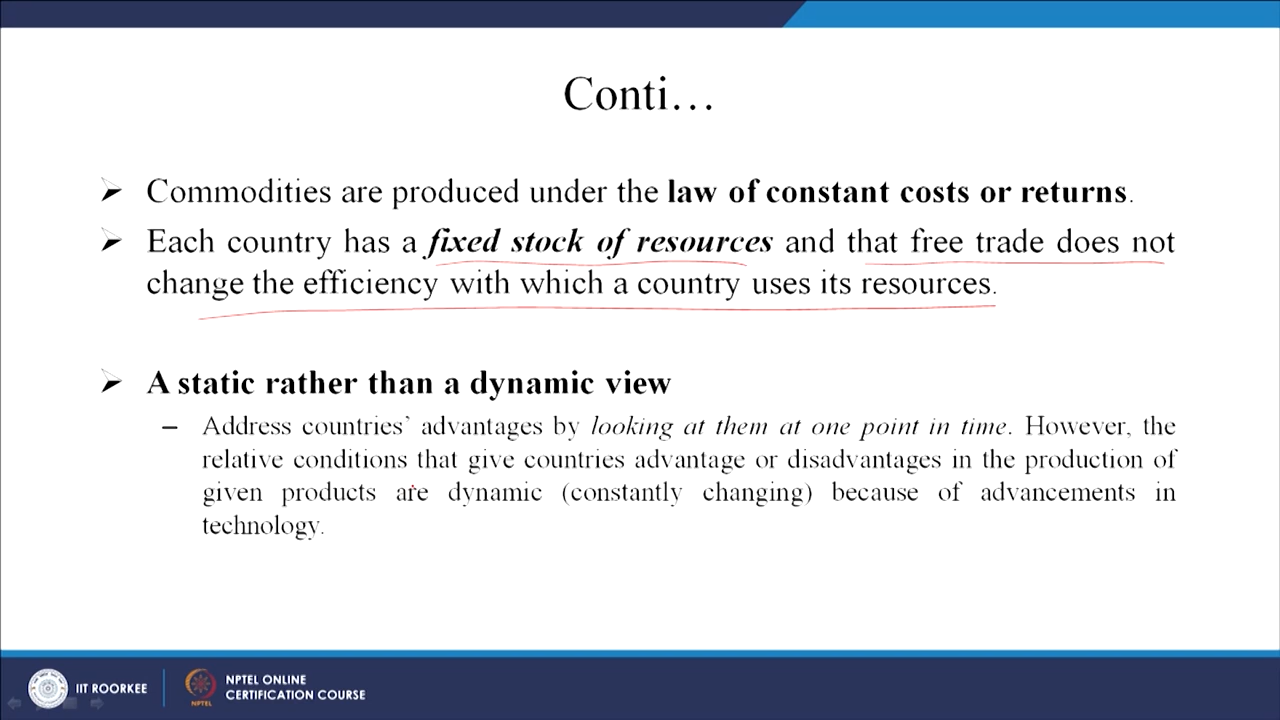 Conti…
➢ Commodities are produced under the law of constant costs or returns.
➢ Each country has a fixed stock of resources and that free trade does not
change the efficiency with which a country uses its resources.
➢ A static rather than a dynamic view
– Address countries’ advantages by looking at them at one point in time. However, the
relative conditions that give countries advantage or disadvantages in the production of
given products are dynamic (constantly changing) because of advancements in
technology.
IIT ROORKEE
NPTEL
NPTEL ONLINE
CERTIFICATION COURSE